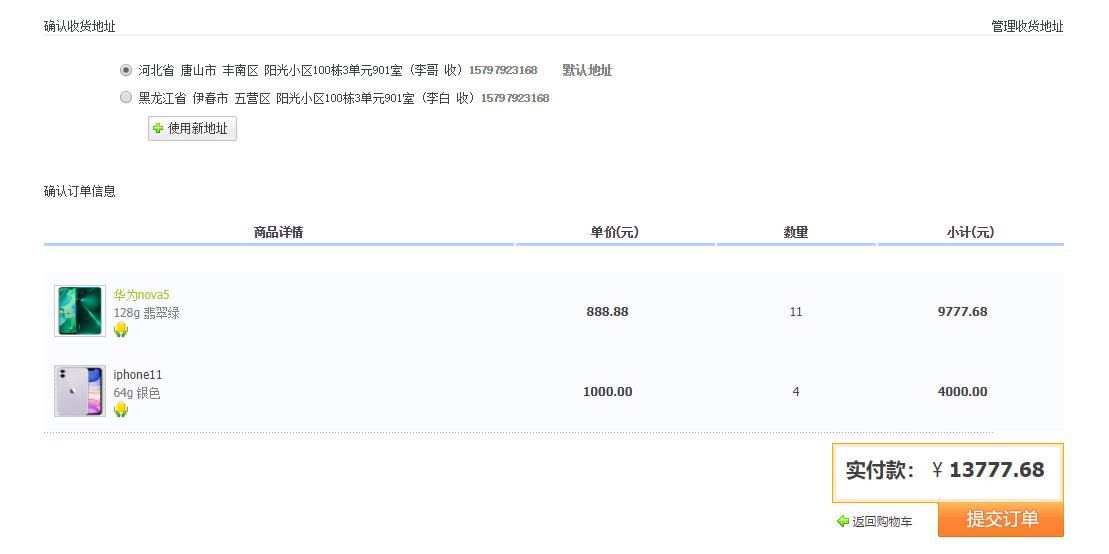 确认收货地址 管理收货地址
河北省 唐山市 丰南区 阳光小区100栋3单元901室（李哥 收）15797923168 默认地址
黑龙江省 伊春市 五营区 阳光小区100栋3单元901室（李白 收）15797923168
使用新地址
确认订单信息
商品详情 单价(元) 数量 小计(元)
华为nova5
128g 翡翠绿 888.88 11 9777.68
iphone11
64g 银色 1000.00 4 4000.00
实付款： ¥ 13777.68
返回购物车 提交订单